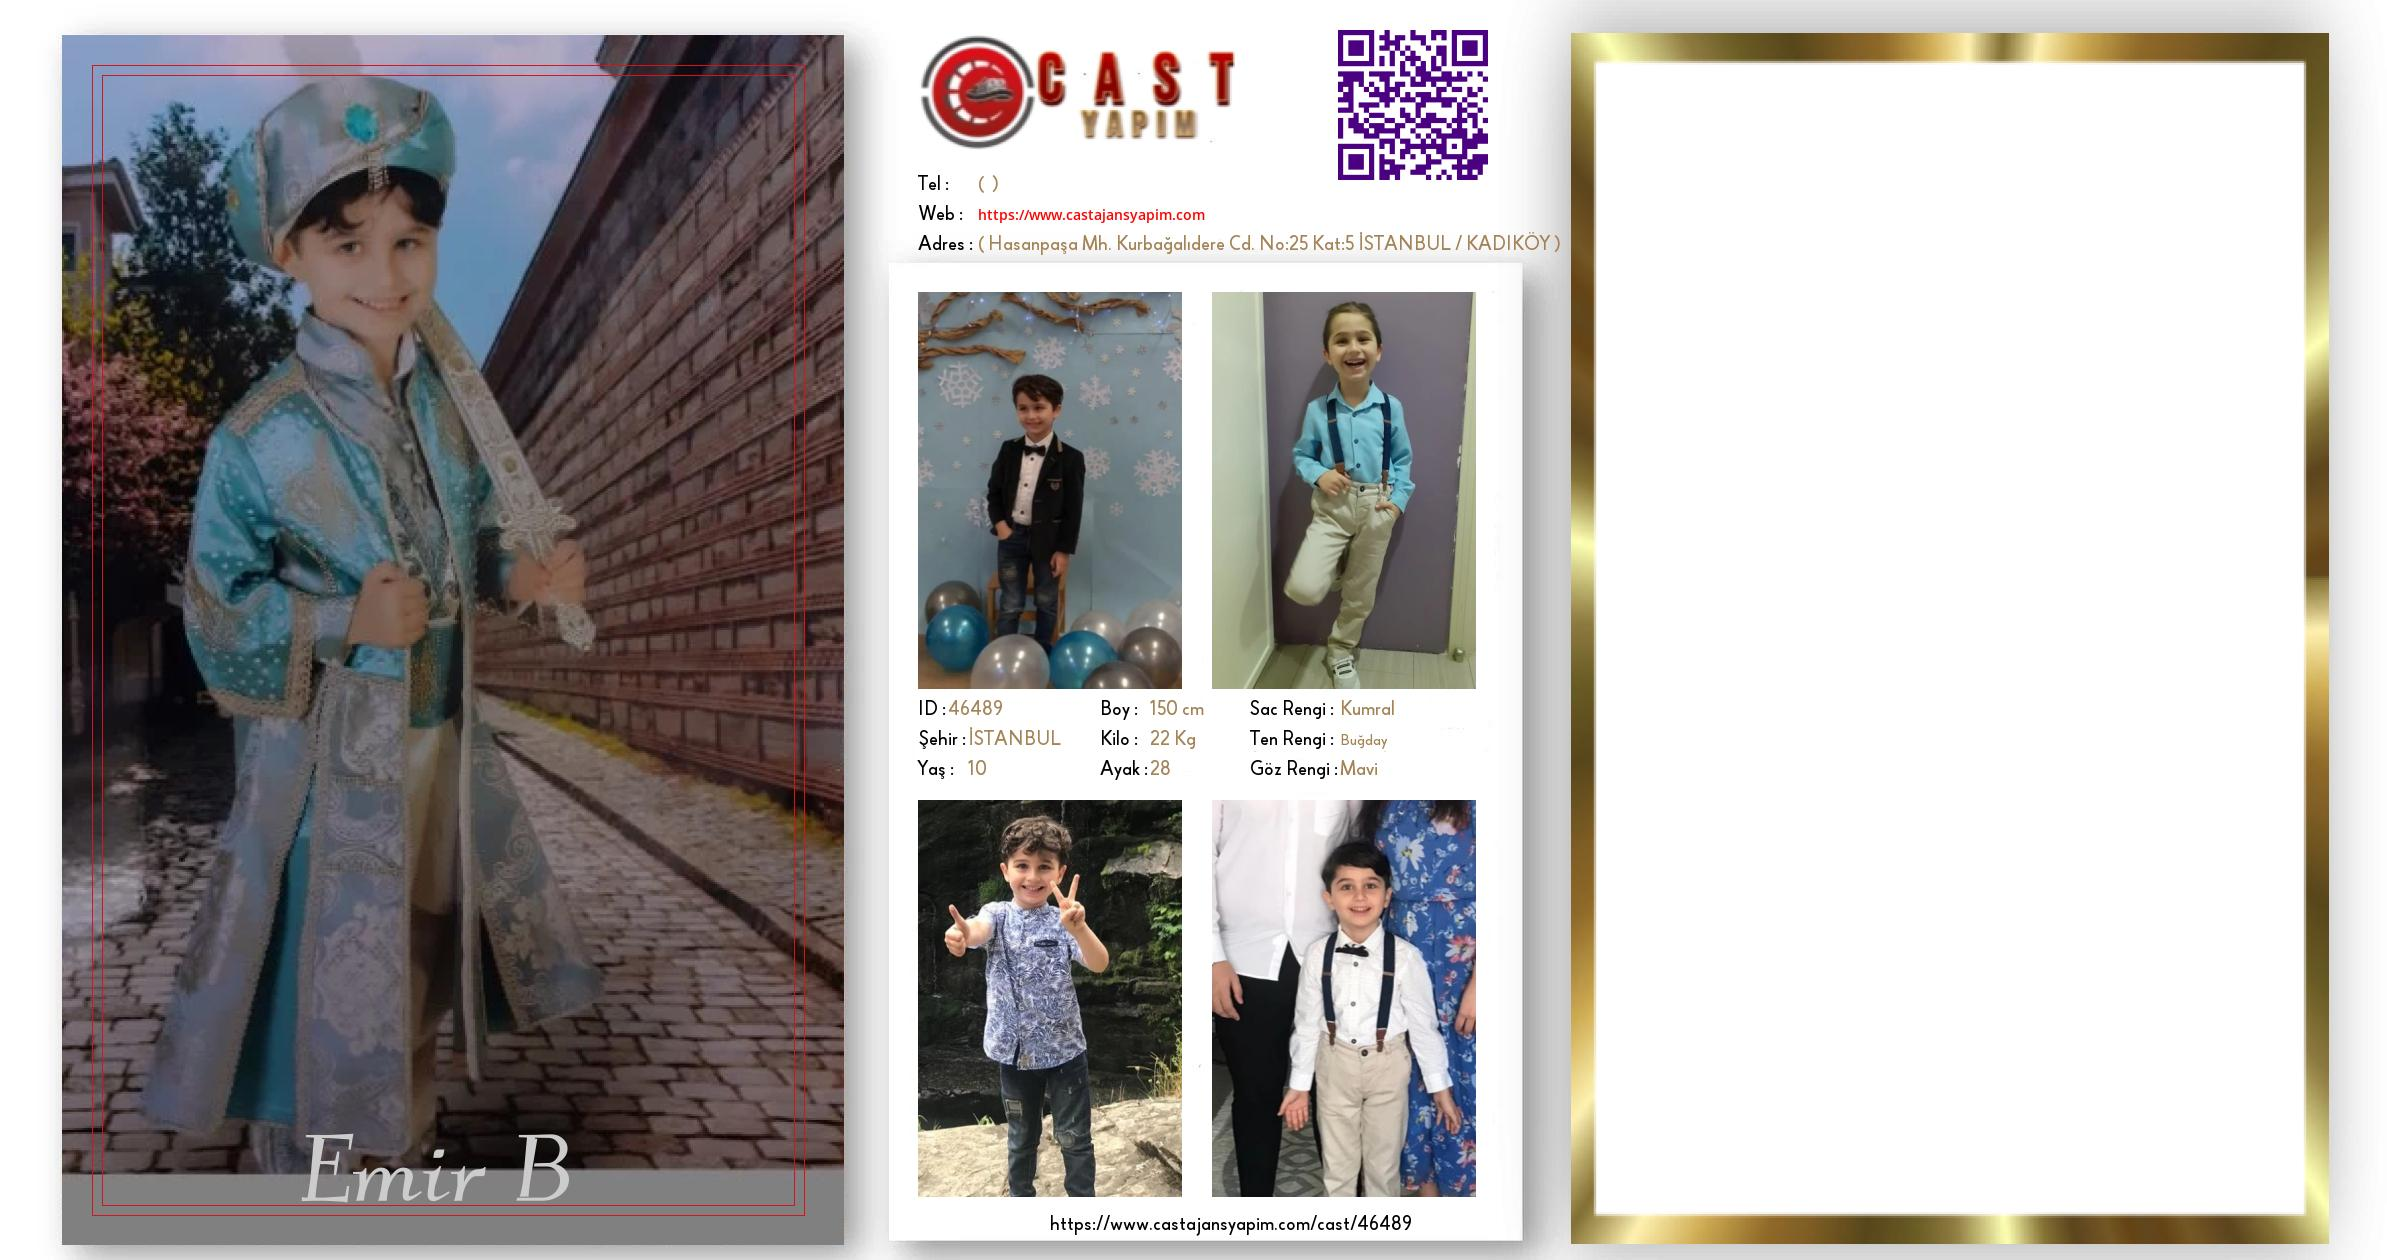 Emir B
CAST
YAPIM
Tel : ( )
Web : https://www.castajansyapim.com
Adres : ( Hasanpaşa Mh. Kurbağalıdere Cd. No:25 Kat:5 İSTANBUL / KADIKÖY )
ID : 46489 Boy : 150 cm Sac Rengi : Kumral
Şehir : İSTANBUL Kilo : 22 Kg Ten Rengi : Buğday
Yaş : 10 Ayak : 28 Göz Rengi : Mavi
https://www.castajansyapim.com/cast/46489